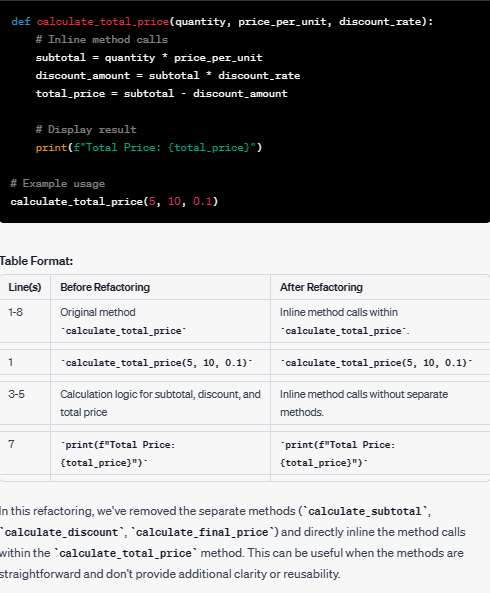 def calculate_total_price(quantity, price_per_unit, discount_rate):
# Inline method calls
subtotal = quantity * price_per_unit
discount_amount = subtotal * discount_rate
total_price = subtotal - discount_amount
# Display result
print(f"Total Price: {total_price}")
# Example usage
calculate_total_price(5, 10, 0.1)
Table Format:
Line(s) Before Refactoring After Refactoring
1-8 Original method Inline method calls within
`calculate_total_price` `calculate_total_price`.
1 `calculate_total_price(5, 10, 0.1)` `calculate_total_price(5, 10, 0.1)`
3-5 Calculation logic for subtotal, discount, and Inline method calls without separate
total price methods.
7 `print(f"Total Price: `print(f"Total Price:
{total_price}")` {total_price}")`
In this refactoring, we've removed the separate methods (`calculate_subtotal`,
`calculate_discount`, `calculate_final_price`) and directly inline the method calls
within the `calculate_total_price` method. This can be useful when the methods are
straightforward and don't provide additional clarity or reusability.